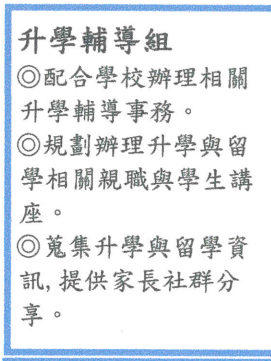 升學輔導組
◎配合學校辦理相關
升學輔導事務。
◎規劃辦理升學與留
學相關親職與學生講
座。
◎蒐集升學與留學資
訊,提供家長社群分
享。